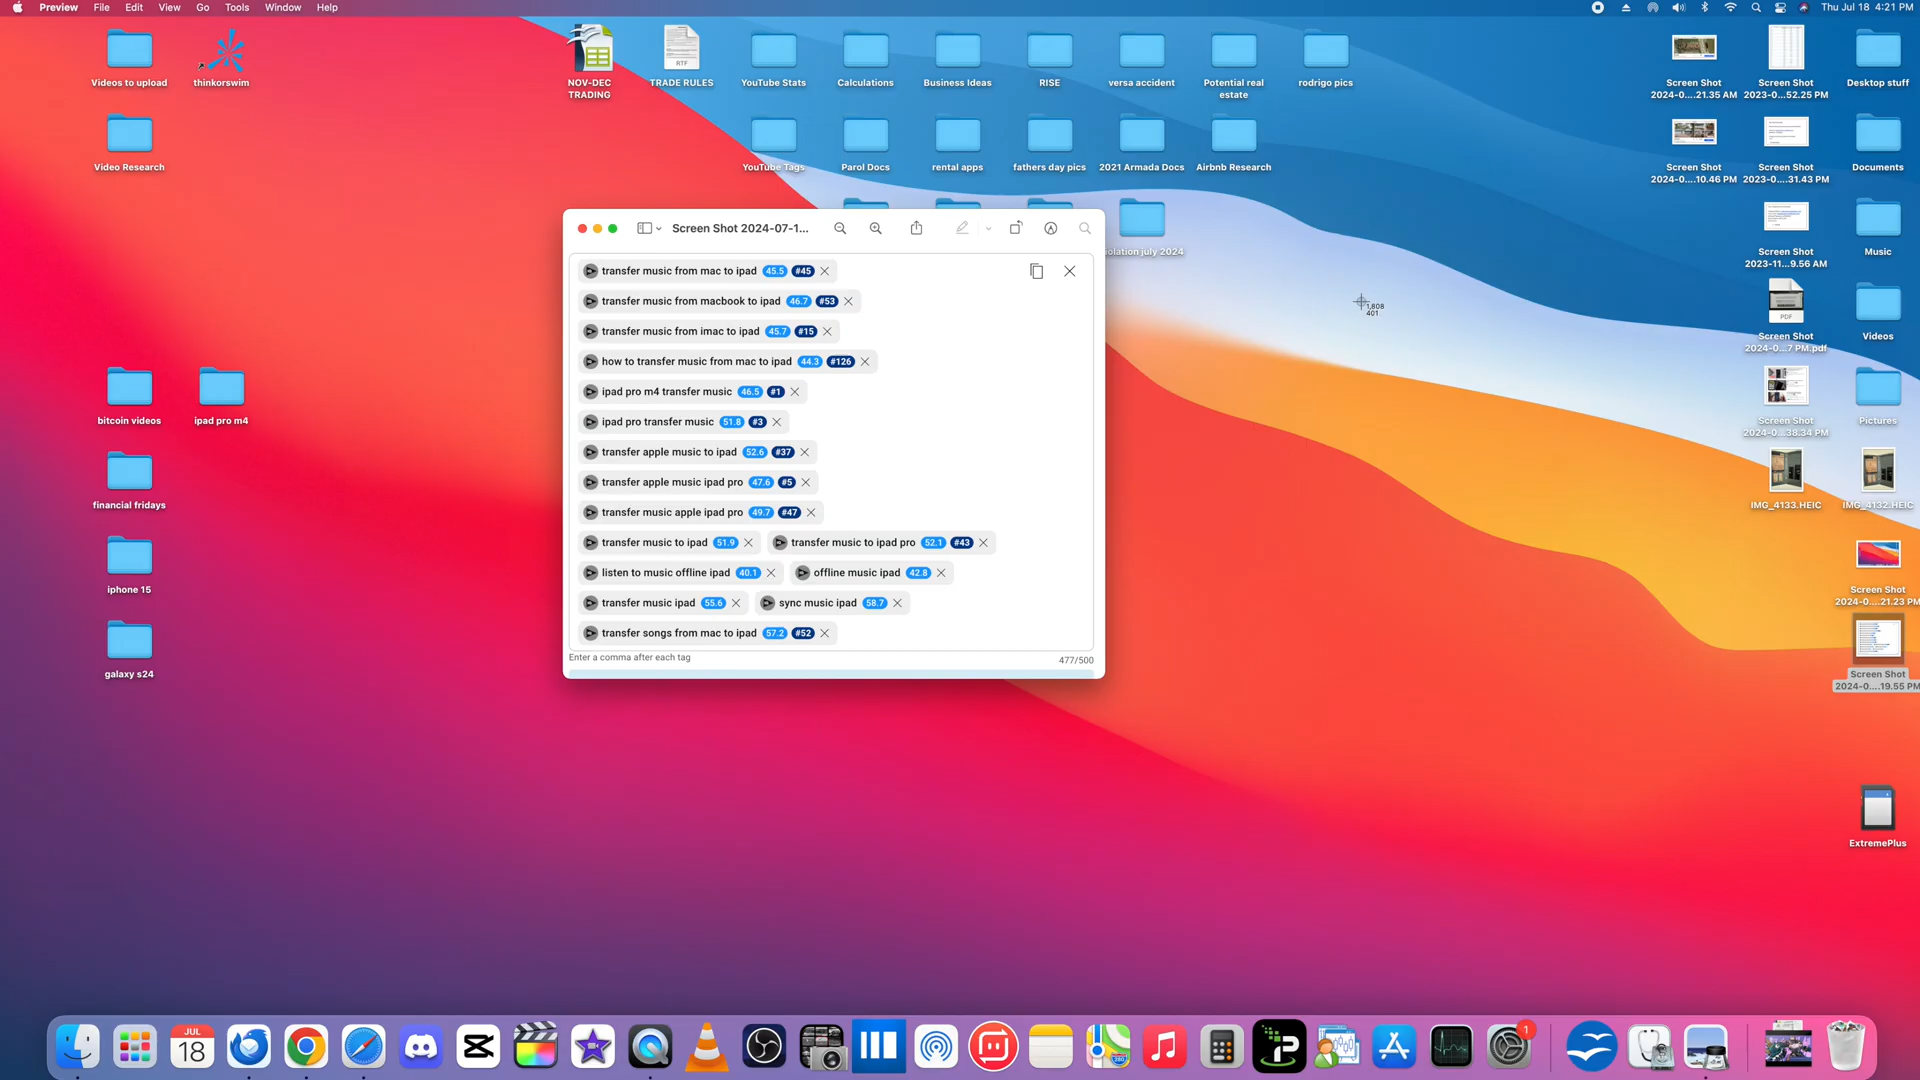 Preview File Edit View Go Tools Window Help
Thu Jul 18 4:21 PM
Videos to upload
thinkorswim
NOV-DEC
TRADING
RTF
TRADE RULES
YouTube Stats
Calculations
Business Ideas
RISE
versa accident
Potential real
estate
rodrigo pics
Screen Shot
2024-0....21.35 AM
Screen Shot
2023-0...52.25 PM
Desktop stuff
Video Research
YouTube Tags
Parol Docs
rental apps
fathers day pics
2021 Armada Docs
Airbnb Research
Screen Shot
2024-0....10.46 PM
Screen Shot
2023-0....31.43 PM
Documents
iolation july 2024
Screen Shot
2023-11...9.56 AM
Music
Screen Shot 2024-07-1...
transfer music from mac to ipad 45.5 #45
transfer music from macbook to ipad 46.7 #53
transfer music from imac to ipad 45.7 #15
how to transfer music from mac to ipad 44.3 #126
ipad pro m4 transfer music 46.5 #1
ipad pro transfer music 51.8 #3
transfer apple music to ipad 52.6 #37
transfer apple music ipad pro 47.6 #5
transfer music apple ipad pro 49.7 #47
transfer music to ipad 51.9 transfer music to ipad pro 52.1 #43
listen to music offline ipad 40.1 offline music ipad 42.8
transfer music ipad 55.6 sync music ipad 58.7
transfer songs from mac to ipad 57.2 #52
Enter a comma after each tag
477/500
1,808
401
PDF
Screen Shot
2024-0...7 PM.pdf
Videos
bitcoin videos
ipad pro m4
Screen Shot
2024-0...38.34 PM
Pictures
financial fridays
IMG_4133.HEIC
IMG_4132.HEIC
iphone 15
Screen Shot
2024-0....21.23 PM
galaxy s24
Screen Shot
2024-0....19.55 PM
ExtremePlus
JUL
18
280
1